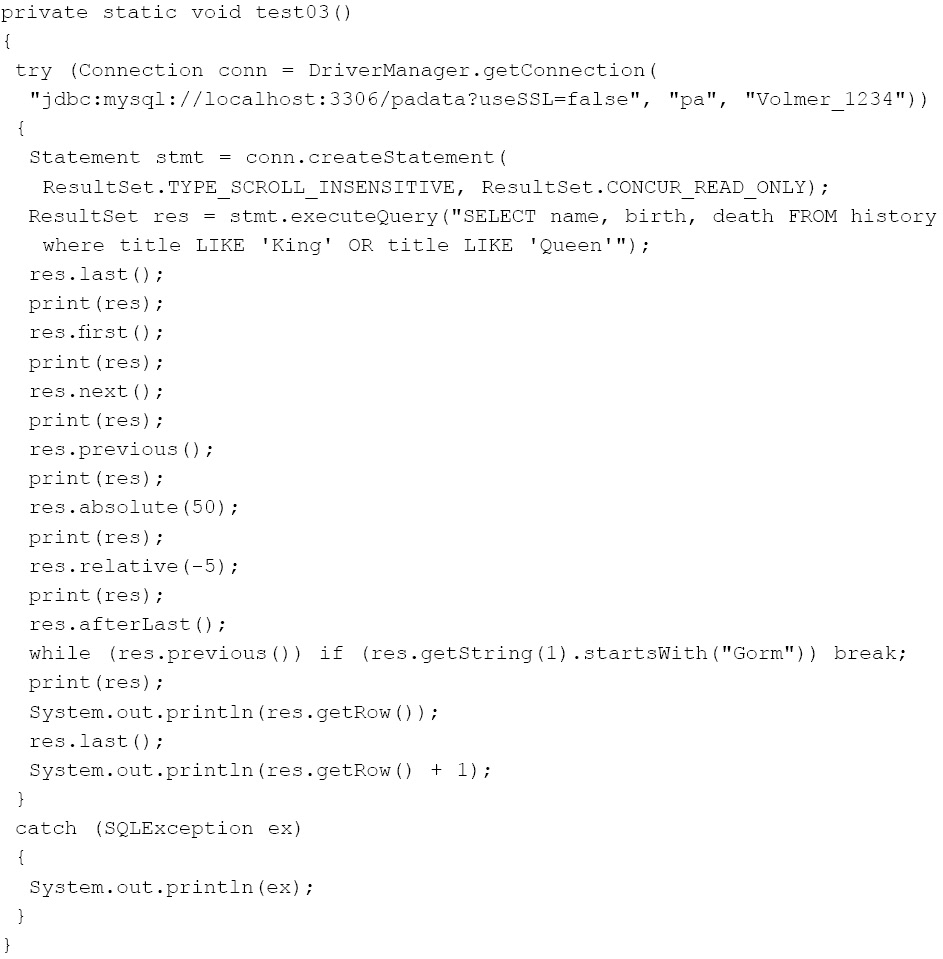 private static void test03()
{
try (Connection conn = DriverManager.getConnection(
"jdbc:mysql://localhost:3306/padata?useSSL=false", "pa", "Volmer_1234"))
{
Statement stmt = conn.createStatement(
ResultSet.TYPE_SCROLL_INSENSITIVE, ResultSet.CONCUR_READ_ONLY);
ResultSet res = stmt.executeQuery("SELECT name, birth, death FROM history
where title LIKE 'King' OR title LIKE 'Queen'");
res.last();
print(res);
res.first();
print(res);
res.next();
print(res);
res.previous();
print(res);
res.absolute(50);
print(res);
res.relative(-5);
print(res);
res.afterLast();
while (res.previous()) if (res.getString(1).startsWith("Gorm")) break;
print(res);
System.out.println(res.getRow());
res.last();
System.out.println(res.getRow() + 1);
}
catch (SQLException ex)
{
System.out.println(ex);
}
}